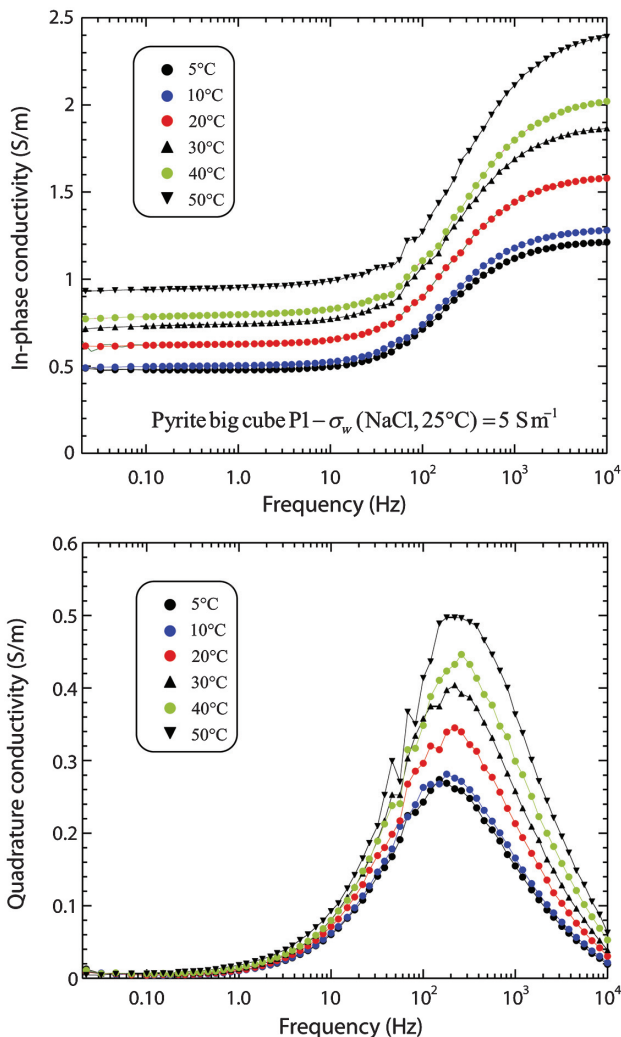 2.5
2
1.5
1
0.5
0
In-phase conductivity (S/m)
5°C
10°C
20°C
30°C
40°C
50°C
Pyrite big cube P1–σw (NaCl, 25°C) = 5 S m⁻¹
0.10 1.0 10 10² 10³ 10⁴
Frequency (Hz)
0.6
0.5
0.4
0.3
0.2
0.1
0
Quadrature conductivity (S/m)
5°C
10°C
20°C
30°C
40°C
50°C
0.10 1.0 10 10² 10³ 10⁴
Frequency (Hz)